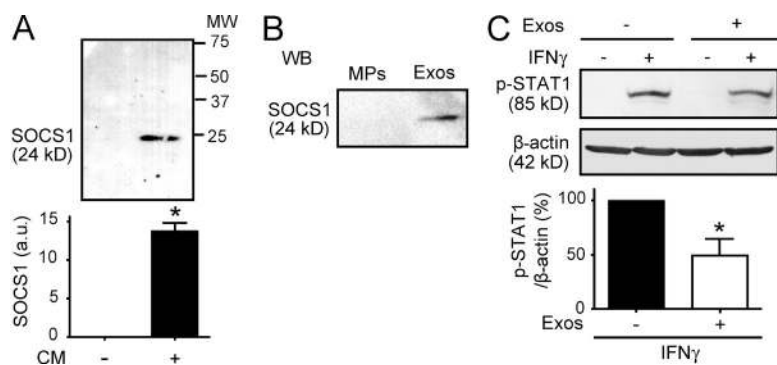 A
MW
75
50
37
25
SOCS1
(24 kD)
SOCS1 (a.u.)
15
10
5
0
CM - +
*
B
WB
MPs Exos
SOCS1
(24 kD)
C
Exos - +
IFNγ - + - +
p-STAT1
(85 kD)
β-actin
(42 kD)
p-STAT1
/β-actin (%)
100
50
0
*
Exos - +
IFNγ